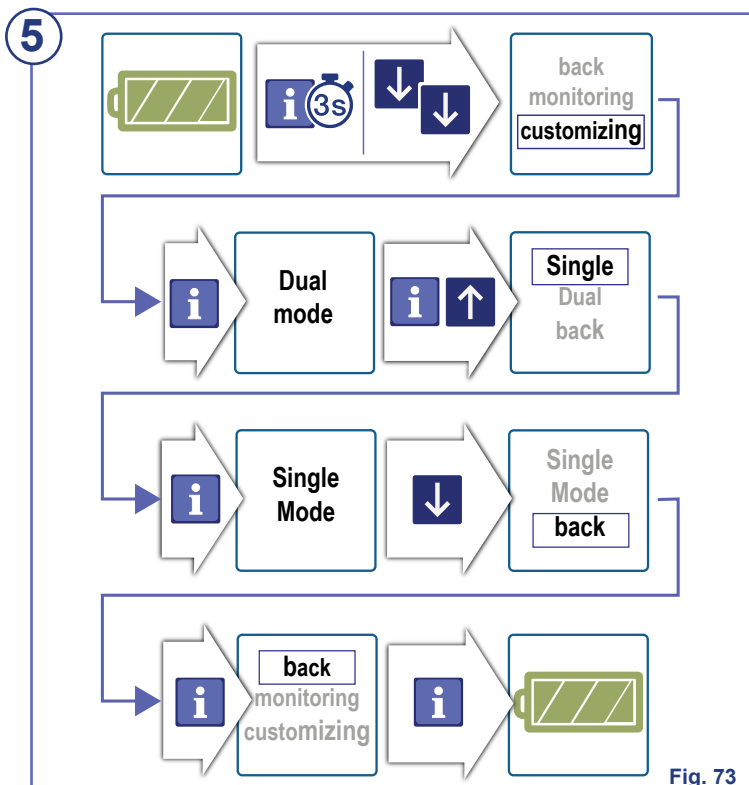 5
i 3s
back
monitoring
customizing
i
Dual
mode
i
Single
Dual
back
i
Single
Mode
Single
Mode
back
i
back
monitoring
customizing
i
Fig. 73